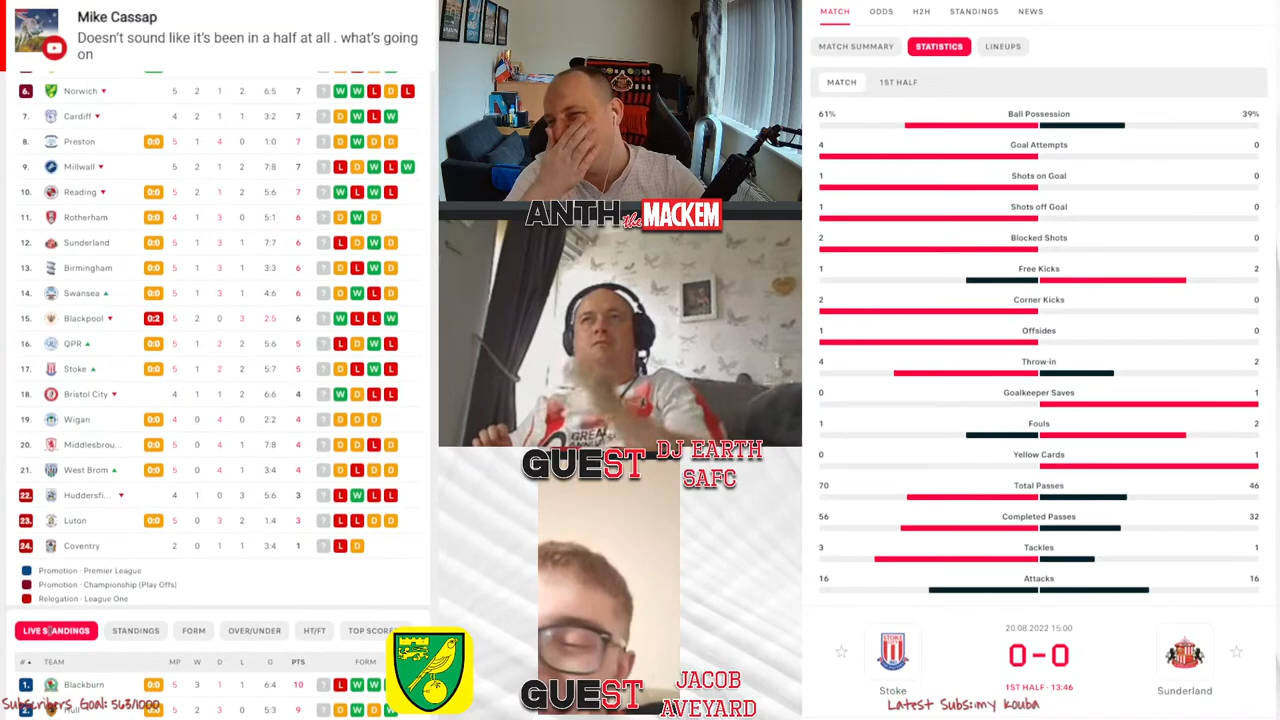 Mike Cassap
Doesn't sound like it's been in a half at all . what's going
on
6. Norwich 5 2 1 2 6:5 7 ? W W L D L
7. Cardiff 4 2 1 1 3:2 7 ? D W L W
8. Preston 0:0 5 1 4 0 1:0 7 ? D W D D
9. Millwall 5 2 1 2 7:8 7 ? L D W L W
10. Reading 0:0 5 2 1 2 5:6 7 ? W L W L
11. Rotherham 0:0 4 1 3 0 5:1 6 ? D W D
12. Sunderland 0:0 5 1 3 1 7:7 6 ? L D W D
13. Birmingham 0:0 5 1 3 1 3:3 6 ? D L W D
14. Swansea 0:0 5 1 3 1 4:6 6 ? D W L D
15. Blackpool 0:2 5 2 0 3 2:5 6 ? W L L W
16. QPR 0:0 5 1 2 2 5:6 5 ? L D W L
17. Stoke 0:0 5 1 2 2 5:7 5 ? L D W L
18. Bristol City 4 1 1 2 6:6 4 ? W D L L
19. Wigan 0:0 4 0 4 0 2:2 4 ? D D D
20. Middlesbrou... 0:0 5 0 4 1 7:8 4 ? D D L D
21. West Brom 0:0 5 0 4 1 3:4 4 ? D L D D
22. Huddersfi... 4 1 0 3 5:6 3 ? L W L L
23. Luton 0:0 5 0 3 2 1:4 3 ? L L D D
24. Coventry 2 0 1 1 3:4 1 ? L D
Promotion - Premier League
Promotion - Championship (Play Offs)
Relegation - League One
LIVE STANDINGS STANDINGS FORM OVER/UNDER HT/FT TOP SCORE
# TEAM MP W D L G PTS FORM
1. Blackburn 0:0 5 3 1 1 6:4 10 ? L W W
Subscribers Goal: 563/1000
2. Hull 0:0 5 2 3 9 ?
ANTH the MACKEM
GUEST DJ EARTH
SAFC
GUEST JACOB
AVEYARD
MATCH ODDS H2H STANDINGS NEWS
MATCH SUMMARY STATISTICS LINEUPS
MATCH 1ST HALF
61% Ball Possession 39%
4 Goal Attempts 0
1 Shots on Goal 0
1 Shots off Goal 0
2 Blocked Shots 0
1 Free Kicks 2
2 Corner Kicks 0
1 Offsides 0
4 Throw-in 2
0 Goalkeeper Saves 1
1 Fouls 2
0 Yellow Cards 1
70 Total Passes 46
56 Completed Passes 32
3 Tackles 1
16 Attacks 16
20.08.2022 15:00
0 - 0
1ST HALF - 13:46
Stoke Sunderland
Latest Subs: my kouba